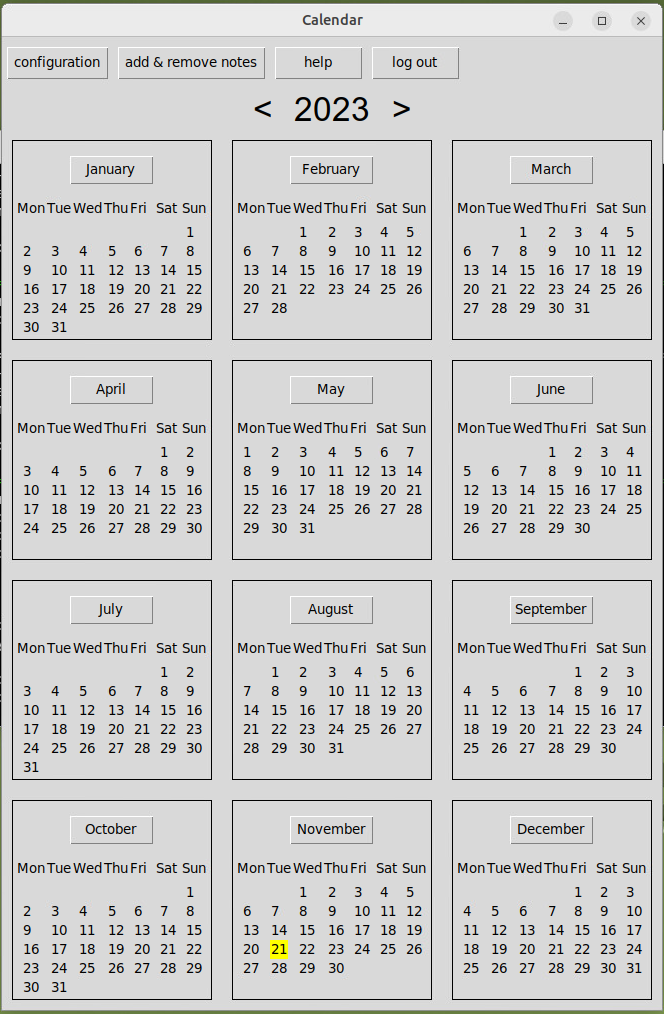 Calendar
configuration add & remove notes help log out
< 2023 >
January February March
Mon Tue Wed Thu Fri Sat Sun Mon Tue Wed Thu Fri Sat Sun Mon Tue Wed Thu Fri Sat Sun
1 1 2 3 4 5 1 2 3 4 5
2 3 4 5 6 7 8 6 7 8 9 10 11 12 6 7 8 9 10 11 12
9 10 11 12 13 14 15 13 14 15 16 17 18 19 13 14 15 16 17 18 19
16 17 18 19 20 21 22 20 21 22 23 24 25 26 20 21 22 23 24 25 26
23 24 25 26 27 28 29 27 28 27 28 29 30 31
30 31
April May June
Mon Tue Wed Thu Fri Sat Sun Mon Tue Wed Thu Fri Sat Sun Mon Tue Wed Thu Fri Sat Sun
1 2 1 2 3 4 5 6 7 1 2 3 4
3 4 5 6 7 8 9 8 9 10 11 12 13 14 5 6 7 8 9 10 11
10 11 12 13 14 15 16 15 16 17 18 19 20 21 12 13 14 15 16 17 18
17 18 19 20 21 22 23 22 23 24 25 26 27 28 19 20 21 22 23 24 25
24 25 26 27 28 29 30 29 30 31 26 27 28 29 30
July August September
Mon Tue Wed Thu Fri Sat Sun Mon Tue Wed Thu Fri Sat Sun Mon Tue Wed Thu Fri Sat Sun
1 2 1 2 3 4 5 6 1 2 3
3 4 5 6 7 8 9 7 8 9 10 11 12 13 4 5 6 7 8 9 10
10 11 12 13 14 15 16 14 15 16 17 18 19 20 11 12 13 14 15 16 17
17 18 19 20 21 22 23 21 22 23 24 25 26 27 18 19 20 21 22 23 24
24 25 26 27 28 29 30 28 29 30 31 25 26 27 28 29 30
31
October November December
Mon Tue Wed Thu Fri Sat Sun Mon Tue Wed Thu Fri Sat Sun Mon Tue Wed Thu Fri Sat Sun
1 1 2 3 4 5 1 2 3
2 3 4 5 6 7 8 6 7 8 9 10 11 12 4 5 6 7 8 9 10
9 10 11 12 13 14 15 13 14 15 16 17 18 19 11 12 13 14 15 16 17
16 17 18 19 20 21 22 20 21 22 23 24 25 26 18 19 20 21 22 23 24
23 24 25 26 27 28 29 27 28 29 30 25 26 27 28 29 30 31
30 31